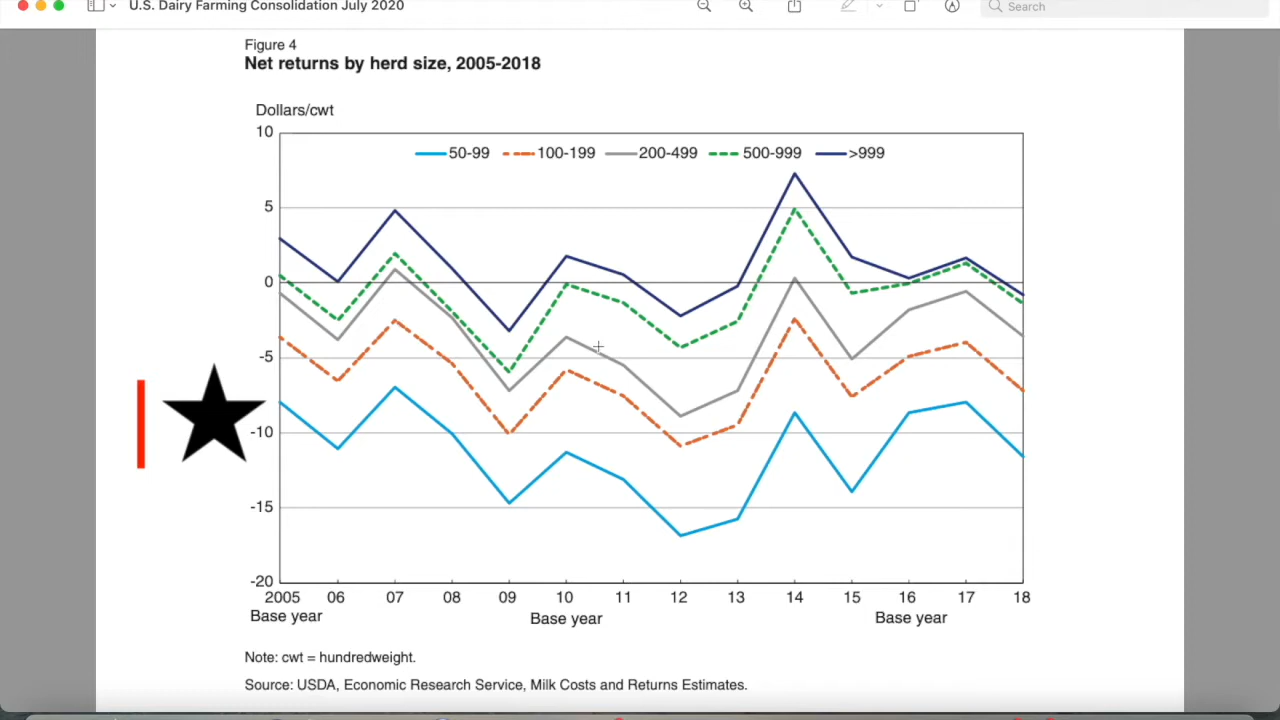 U.S. Dairy Farming Consolidation July 2020
Search
Figure 4
Net returns by herd size, 2005-2018
Dollars/cwt
10
50-99 100-199 200-499 500-999 >999
5
0
-5
-10
-15
-20
2005 06 07 08 09 10 11 12 13 14 15 16 17 18
Base year Base year Base year
Note: cwt = hundredweight.
Source: USDA, Economic Research Service, Milk Costs and Returns Estimates.